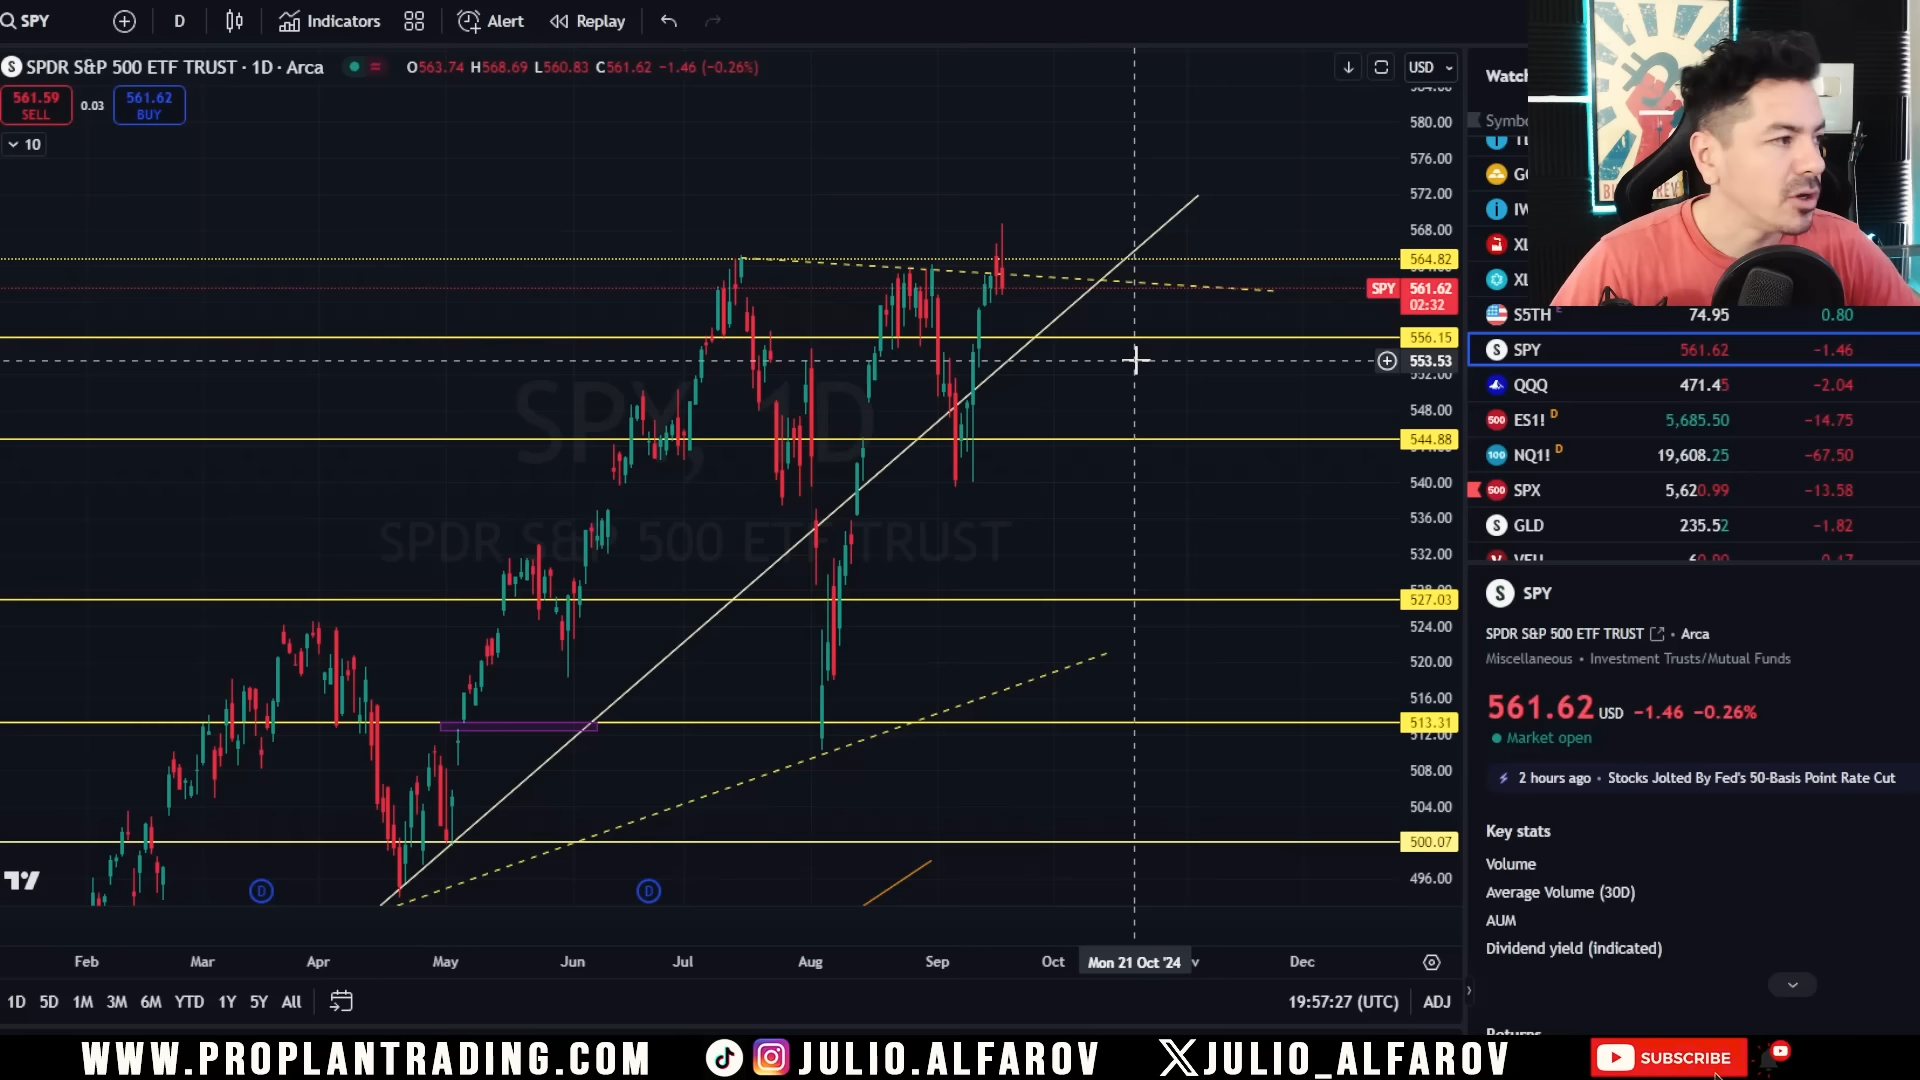 SPY
D
Indicators
Alert
Replay
SPDR S&P 500 ETF TRUST · 1D · Arca
O563.74 H568.69 L560.83 C561.62 −1.46 (−0.26%)
USD
561.59
SELL
0.03
561.62
BUY
10
580.00
576.00
572.00
568.00
564.82
SPY
561.62
02:32
556.15
553.53
552.00
548.00
544.88
540.00
536.00
532.00
527.03
524.00
520.00
516.00
513.31
512.00
508.00
504.00
500.07
496.00
SPY, 1D
SPDR S&P 500 ETF TRUST
D
D
Feb
Mar
Apr
May
Jun
Jul
Aug
Sep
Oct
Mon 21 Oct '24
Dec
1D 5D 1M 3M 6M YTD 1Y 5Y All
19:57:27 (UTC)
ADJ
S5TH E 74.95 0.80
SPY 561.62 −1.46
QQQ 471.45 −2.04
ES1! D 5,685.50 −14.75
NQ1! D 19,608.25 −67.50
SPX 5,620.99 −13.58
GLD 235.52 −1.82
SPY
SPDR S&P 500 ETF TRUST • Arca
Miscellaneous • Investment Trusts/Mutual Funds
561.62 USD −1.46 −0.26%
Market open
2 hours ago • Stocks Jolted By Fed's 50-Basis Point Rate Cut
Key stats
Volume
Average Volume (30D)
AUM
Dividend yield (indicated)
WWW.PROPLANTRADING.COM
JULIO.ALFAROV
JULIO_ALFAROV
SUBSCRIBE